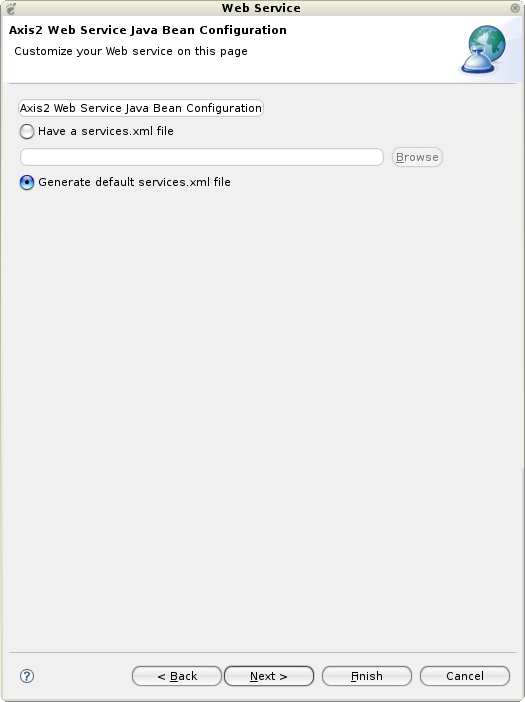 Web Service
Axis2 Web Service Java Bean Configuration
Customize your Web service on this page
Axis2 Web Service Java Bean Configuration
Have a services.xml file
Browse
Generate default services.xml file
?
< Back
Next >
Finish
Cancel